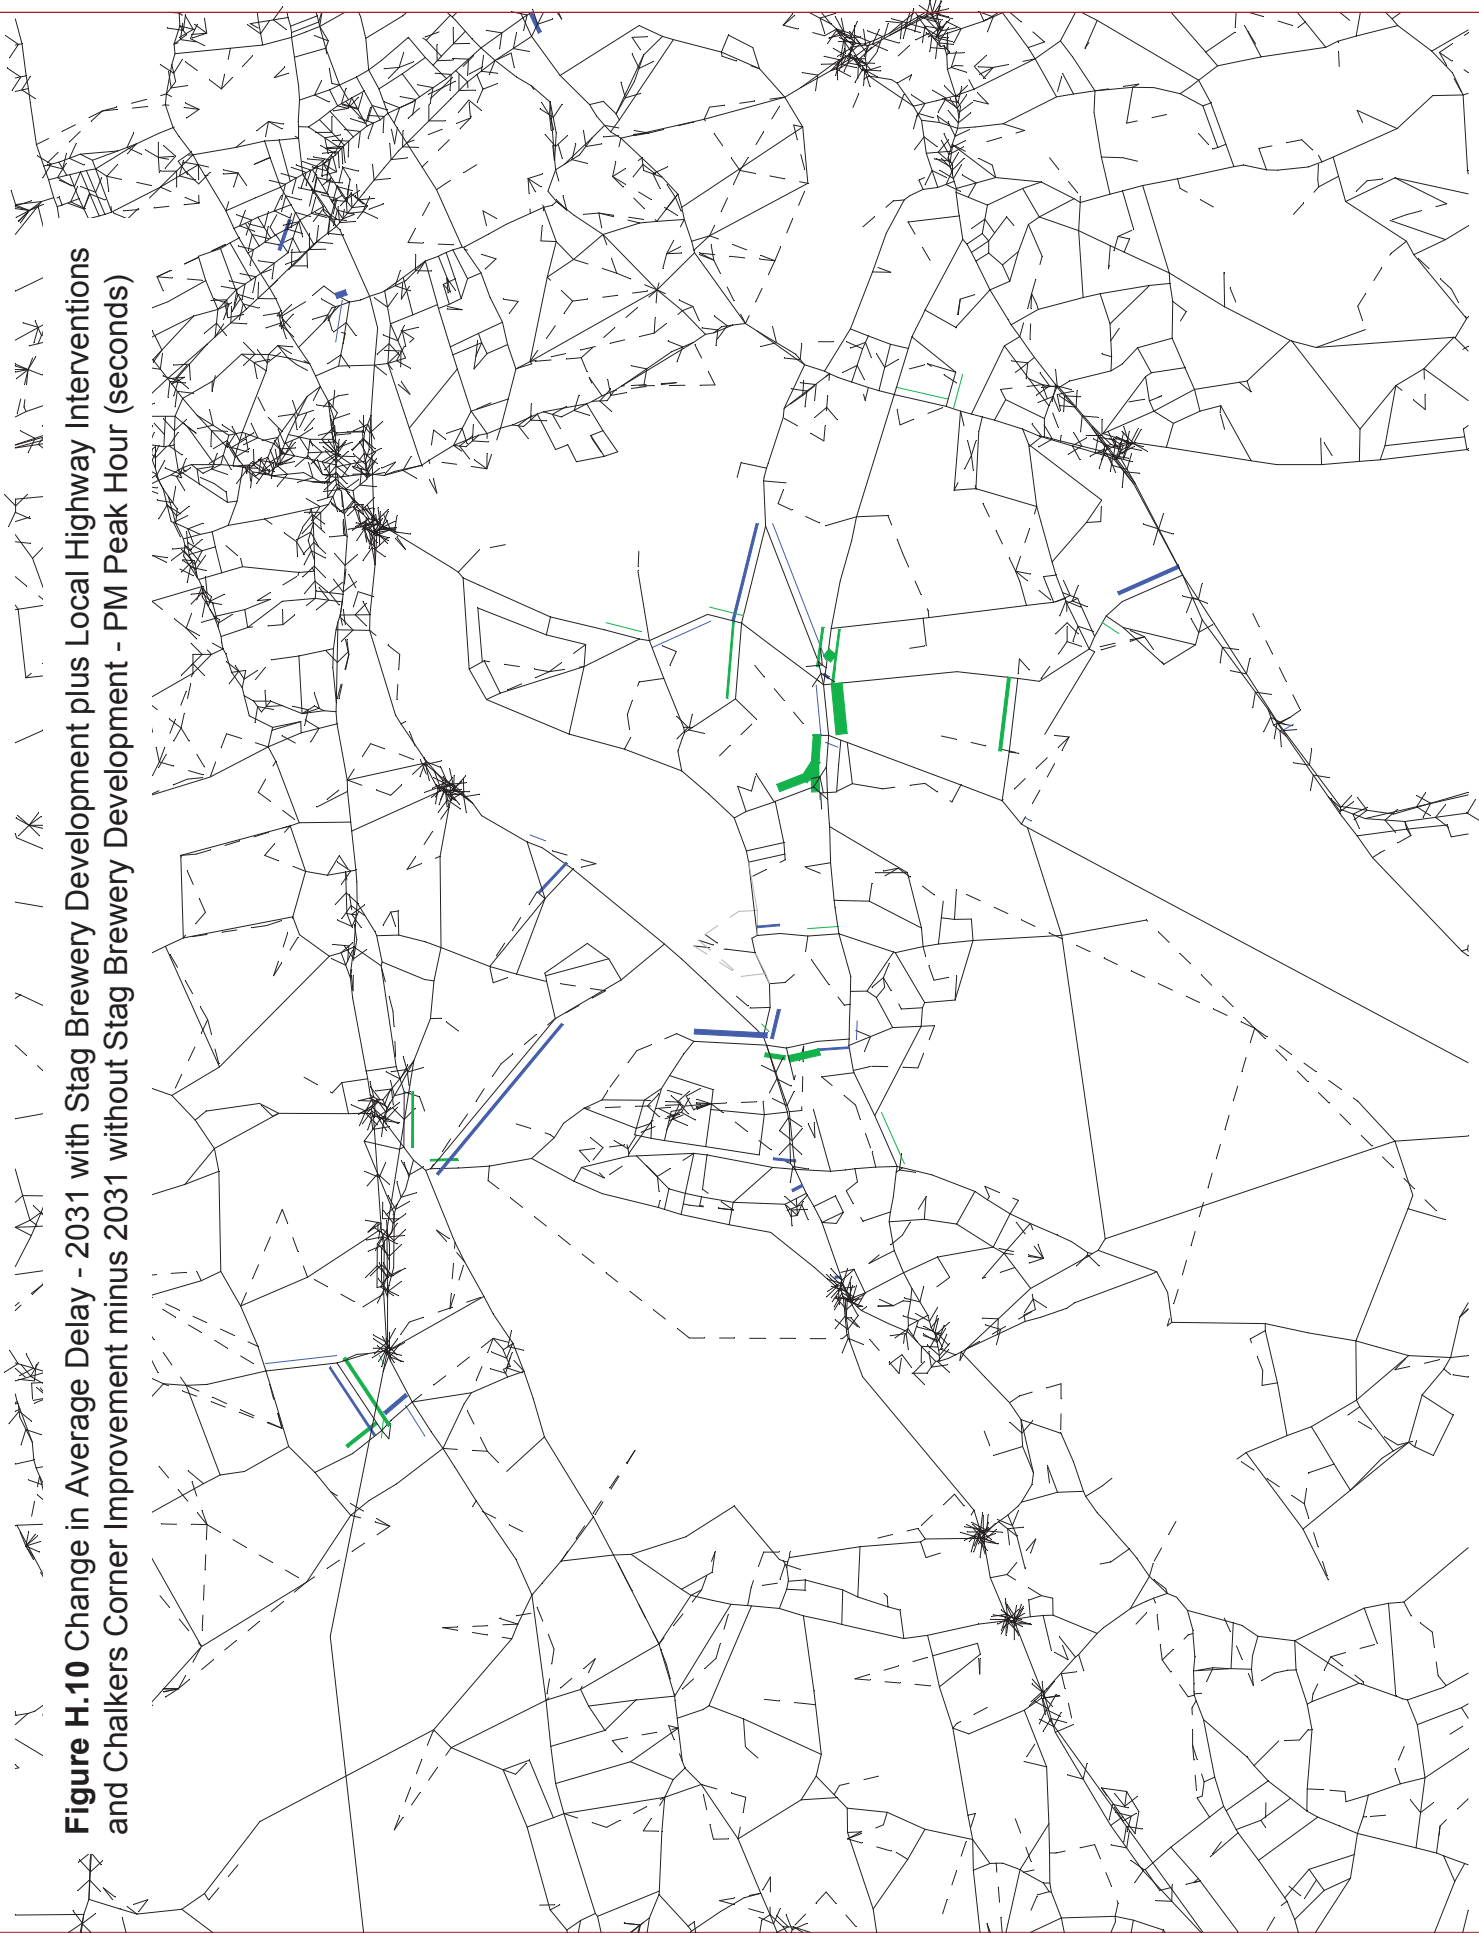 Figure H.10 Change in Average Delay - 2031 with Stag Brewery Development plus Local Highway Interventions
and Chalkers Corner Improvement minus 2031 without Stag Brewery Development - PM Peak Hour (seconds)